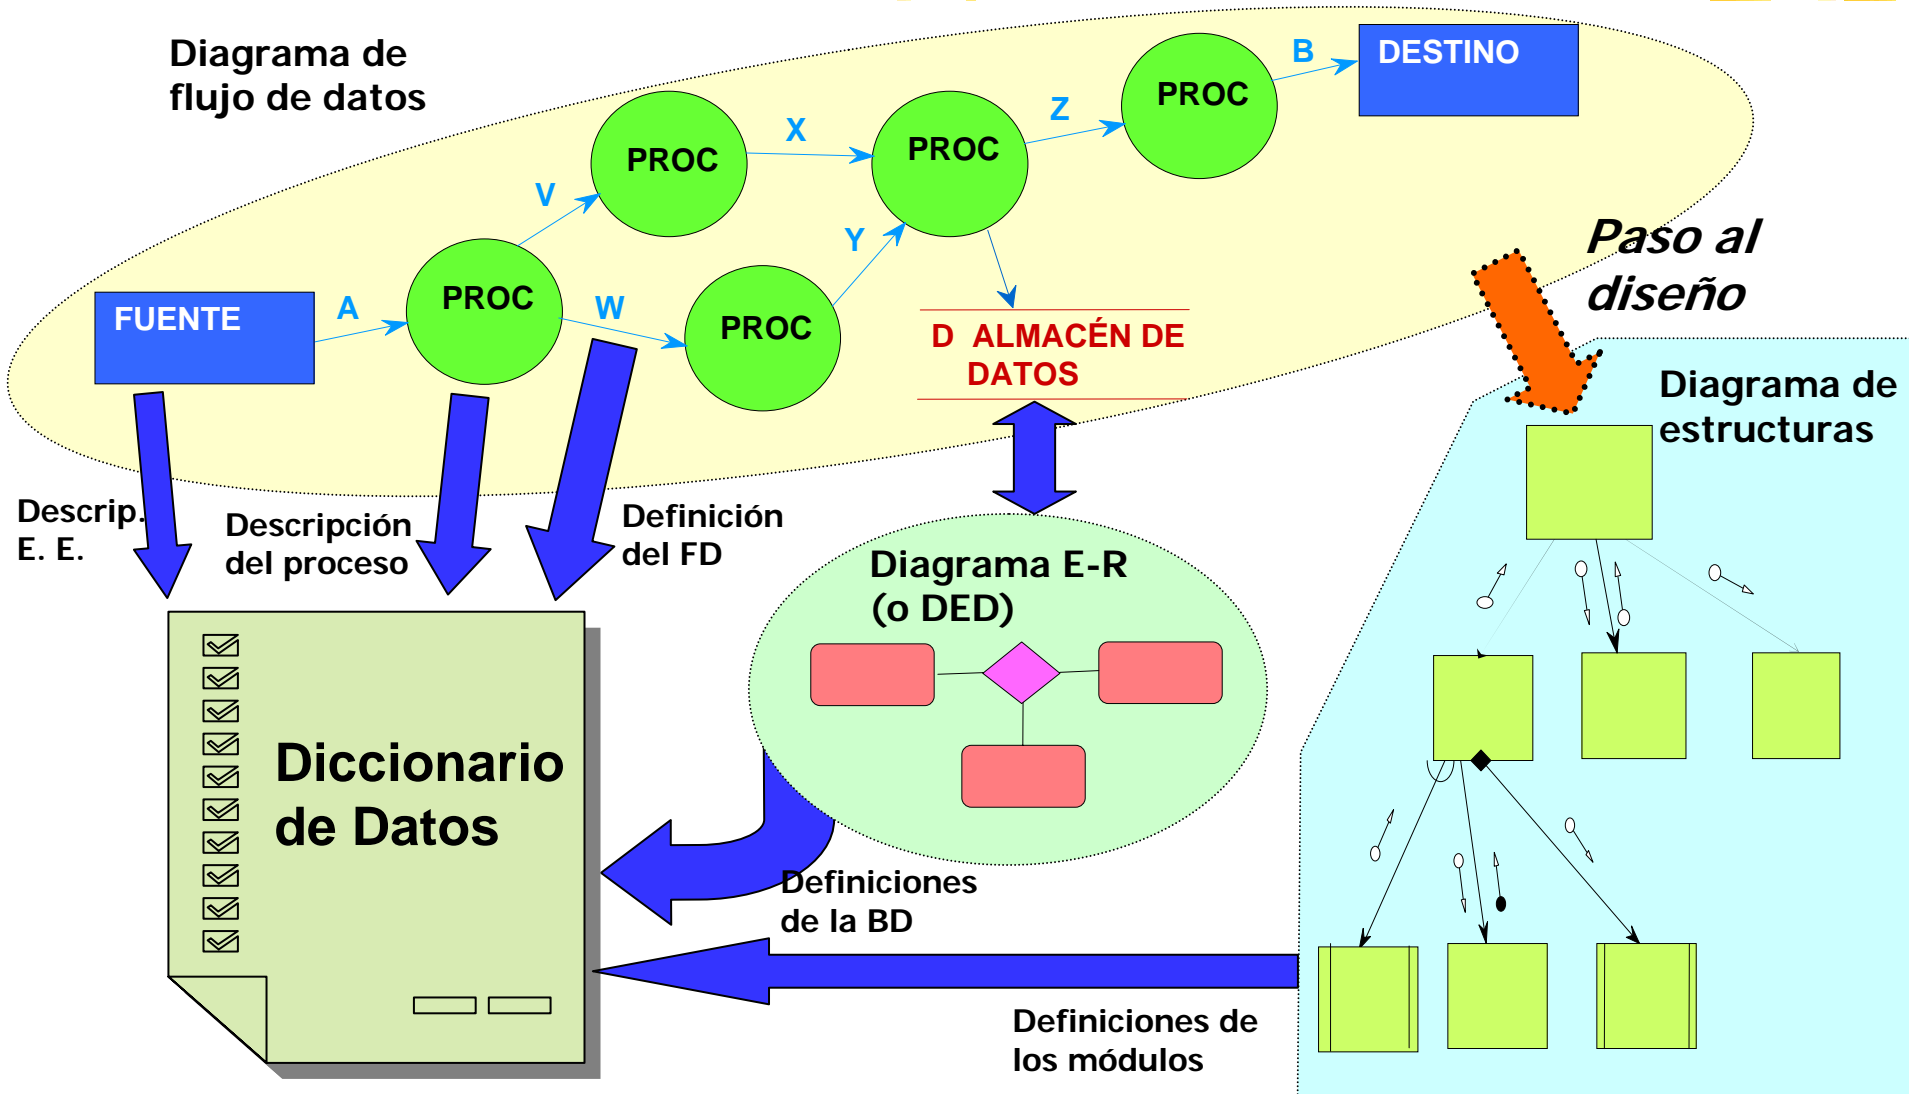 Diagrama de
flujo de datos
FUENTE
A
PROC
V
W
PROC
PROC
X
Y
PROC
Z
PROC
B
DESTINO
D ALMACÉN DE
DATOS
Paso al
diseño
Diagrama de
estructuras
Descrip.
E. E.
Descripción
del proceso
Definición
del FD
Diagrama E-R
(o DED)
Diccionario
de Datos
Definiciones
de la BD
Definiciones de
los módulos